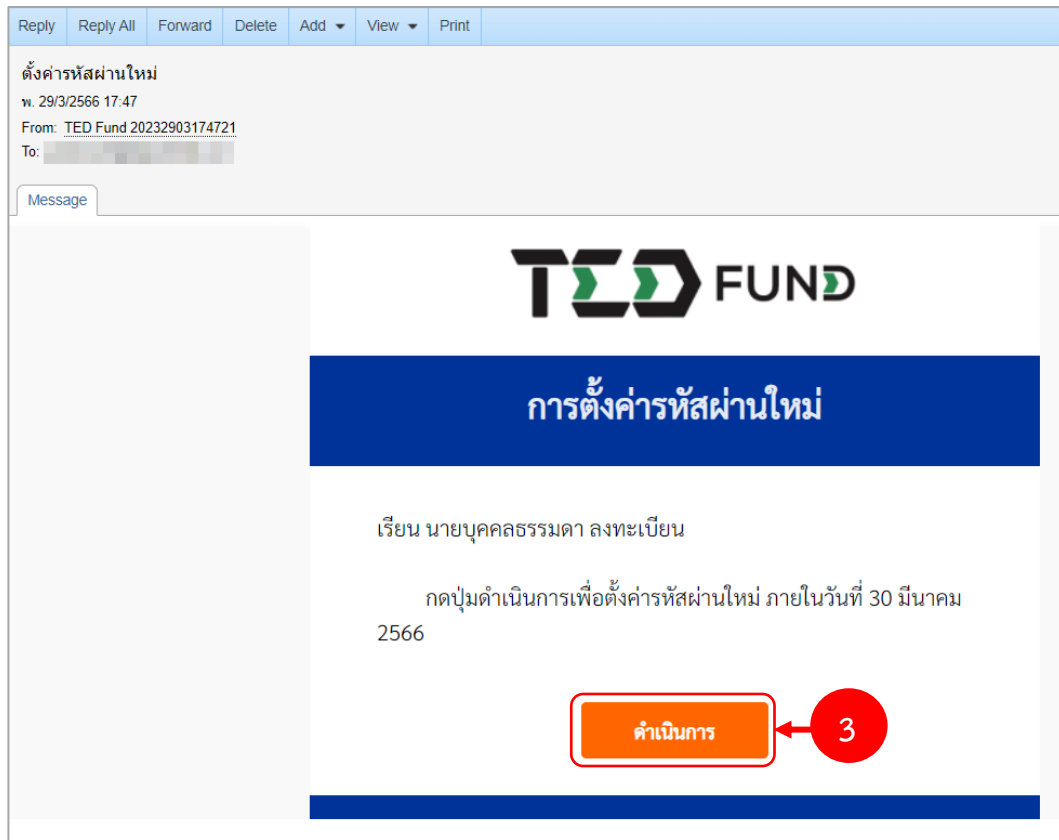 Reply Reply All Forward Delete Add View Print
ตั้งค่ารหัสผ่านใหม่
พ. 29/3/2566 17:47
From: TED Fund 20232903174721
To:
Message
TED FUND
การตั้งค่ารหัสผ่านใหม่
เรียน นายบุคคลธรรมดา ลงทะเบียน
กดปุ่มดำเนินการเพื่อตั้งค่ารหัสผ่านใหม่ ภายในวันที่ 30 มีนาคม
2566
ดำเนินการ 3